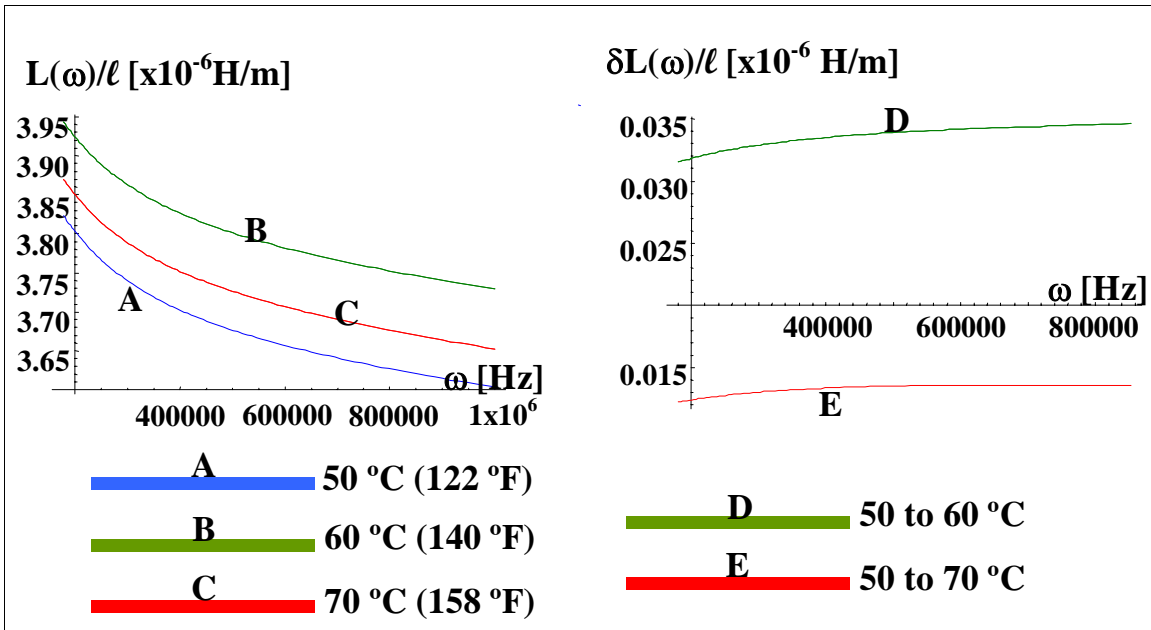 L(ω)/ℓ [x10⁻⁶H/m]
3.95
3.90
3.85
3.80
3.75
3.70
3.65
B
A
C
ω [Hz]
400000 600000 800000 1x10⁶
A 50 ºC (122 ºF)
B 60 ºC (140 ºF)
C 70 ºC (158 ºF)
δL(ω)/ℓ [x10⁻⁶ H/m]
0.035
0.030
0.025
0.015
D
ω [Hz]
400000 600000 800000
E
D 50 to 60 ºC
E 50 to 70 ºC